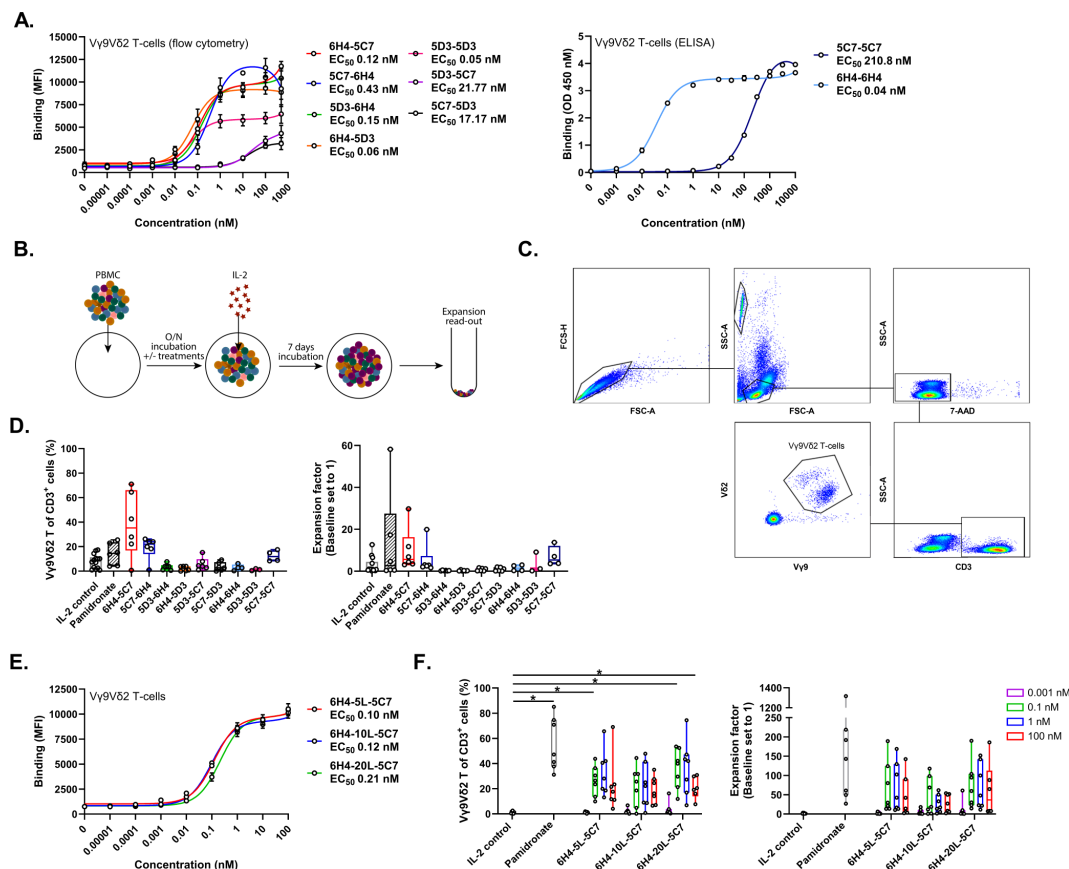 A.
Vγ9Vδ2 T-cells (flow cytometry)
Binding (MFI)
15000
12500
10000
7500
5000
2500
0
0
0.00001
0.0001
0.001
0.01
0.1
1
10
100
1000
Concentration (nM)
6H4-5C7
EC50 0.12 nM
5C7-6H4
EC50 0.43 nM
5D3-6H4
EC50 0.15 nM
6H4-5D3
EC50 0.06 nM
5D3-5D3
EC50 0.05 nM
5D3-5C7
EC50 21.77 nM
5C7-5D3
EC50 17.17 nM
Vγ9Vδ2 T-cells (ELISA)
Binding (OD 450 nM)
5
4
3
2
1
0
0
0.001
0.01
0.1
1
10
100
1000
10000
Concentration (nM)
5C7-5C7
EC50 210.8 nM
6H4-6H4
EC50 0.04 nM
B.
PBMC
O/N
incubation
+/- treatments
IL-2
7 days
incubation
Expansion
read-out
C.
FCS-H
FSC-A
SSC-A
FSC-A
SSC-A
7-AAD
Vδ2
Vγ9Vδ2 T-cells
Vγ9
SSC-A
CD3
D.
Vγ9Vδ2 T of CD3+ cells (%)
100
80
60
40
20
0
IL-2 control
Pamidronate
6H4-5C7
5C7-6H4
5D3-6H4
6H4-5D3
5D3-5C7
5C7-5D3
6H4-6H4
5D3-5D3
5C7-5C7
Expansion factor
(Baseline set to 1)
60
40
20
0
IL-2 control
Pamidronate
6H4-5C7
5C7-6H4
5D3-6H4
6H4-5D3
5D3-5C7
5C7-5D3
6H4-6H4
5D3-5D3
5C7-5C7
E.
Vγ9Vδ2 T-cells
Binding (MFI)
12500
10000
7500
5000
2500
0
0
0.0001
0.001
0.01
0.1
1
10
100
Concentration (nM)
6H4-5L-5C7
EC50 0.10 nM
6H4-10L-5C7
EC50 0.12 nM
6H4-20L-5C7
EC50 0.21 nM
F.
Vγ9Vδ2 T of CD3+ cells (%)
100
80
60
40
20
0
*
*
*
*
IL-2 control
Pamidronate
6H4-5L-5C7
6H4-10L-5C7
6H4-20L-5C7
Expansion factor
(Baseline set to 1)
1400
250
200
150
100
50
0
IL-2 control
Pamidronate
6H4-5L-5C7
6H4-10L-5C7
6H4-20L-5C7
0.001 nM
0.1 nM
1 nM
100 nM